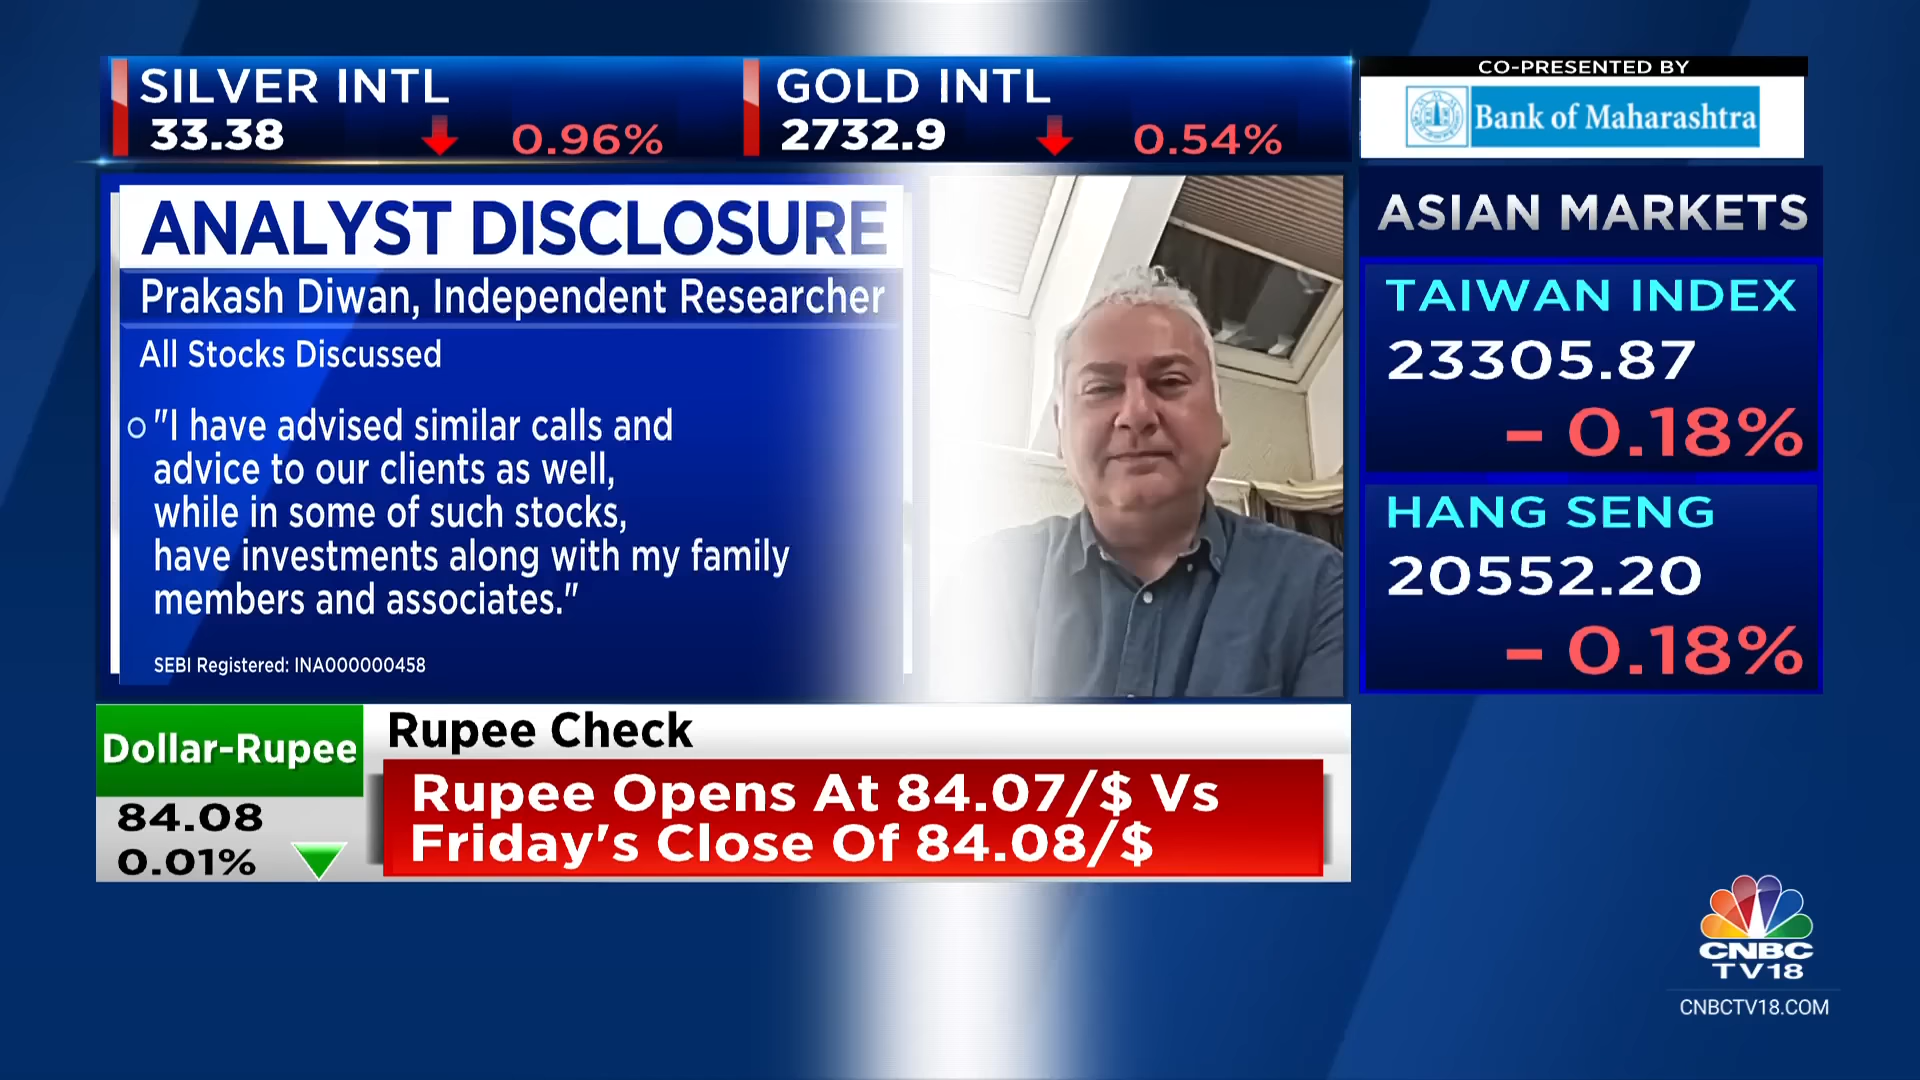 SILVER INTL
33.38 0.96%
GOLD INTL
2732.9 0.54%
CO-PRESENTED BY
Bank of Maharashtra
ANALYST DISCLOSURE
Prakash Diwan, Independent Researcher
All Stocks Discussed
"I have advised similar calls and
advice to our clients as well,
while in some of such stocks,
have investments along with my family
members and associates."
SEBI Registered: INA000000458
ASIAN MARKETS
TAIWAN INDEX
23305.87
– 0.18%
HANG SENG
20552.20
– 0.18%
Dollar-Rupee
84.08
0.01%
Rupee Check
Rupee Opens At 84.07/$ Vs
Friday's Close Of 84.08/$
CNBC
TV18
CNBCTV18.COM